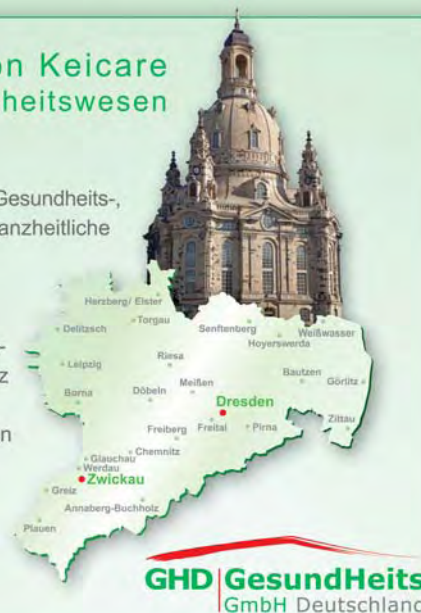 on Keicare
heitswesen
Gesundheits-,
anzheitliche
-
z
n
Herzberg/ Elster
Torgau
Delitzsch
Senftenberg
Weißwasser
Hoyerswerda
Leipzig
Riesa
Bautzen
Görlitz
Borna
Döbeln
Meißen
Dresden
Freiberg
Freital
Pirna
Zittau
Glauchau
Chemnitz
Werdau
Zwickau
Greiz
Annaberg-Buchholz
Plauen
GHD GesundHeits
GmbH Deutschland